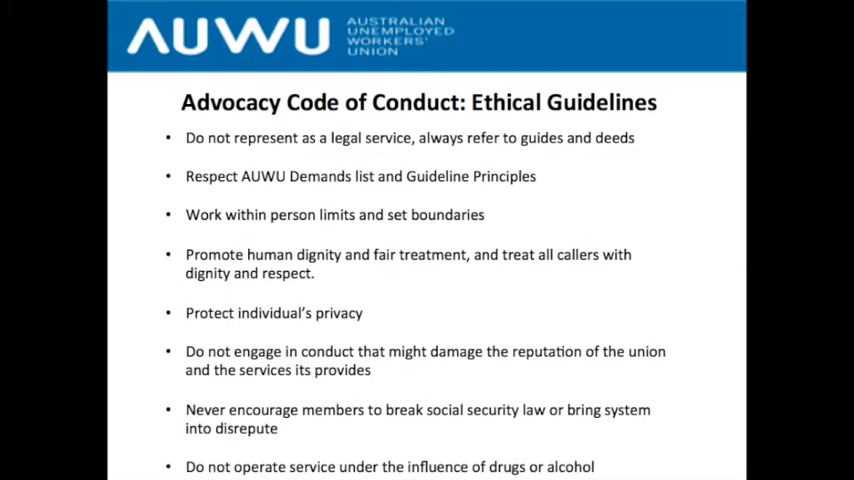 AUWU
AUSTRALIAN
UNEMPLOYED
WORKERS'
UNION
Advocacy Code of Conduct: Ethical Guidelines
• Do not represent as a legal service, always refer to guides and deeds
• Respect AUWU Demands list and Guideline Principles
• Work within person limits and set boundaries
• Promote human dignity and fair treatment, and treat all callers with
dignity and respect.
• Protect individual's privacy
• Do not engage in conduct that might damage the reputation of the union
and the services its provides
• Never encourage members to break social security law or bring system
into disrepute
• Do not operate service under the influence of drugs or alcohol